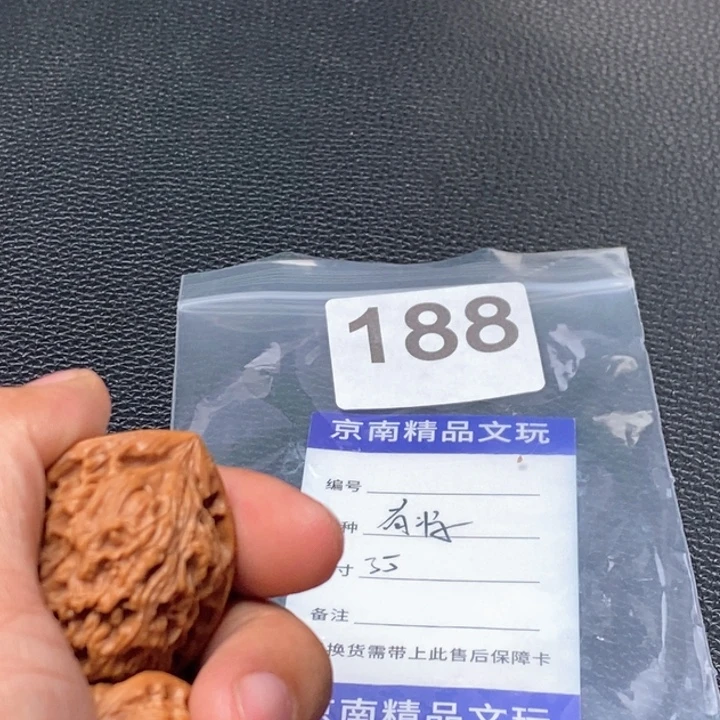 188
京南精品文玩
编号
种
寸 35
备注
换货需带上此售后保障卡
京南精品文玩